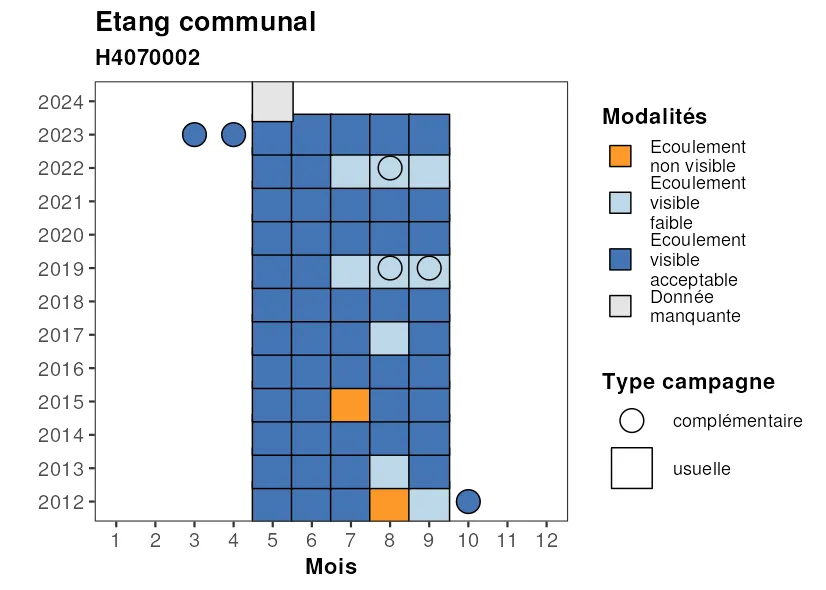 Etang communal
H4070002
2024
2023
2022
2021
2020
2019
2018
2017
2016
2015
2014
2013
2012
1 2 3 4 5 6 7 8 9 10 11 12
Mois
Modalités
Ecoulement
non visible
Ecoulement
visible
faible
Ecoulement
visible
acceptable
Donnée
manquante
Type campagne
complémentaire
usuelle